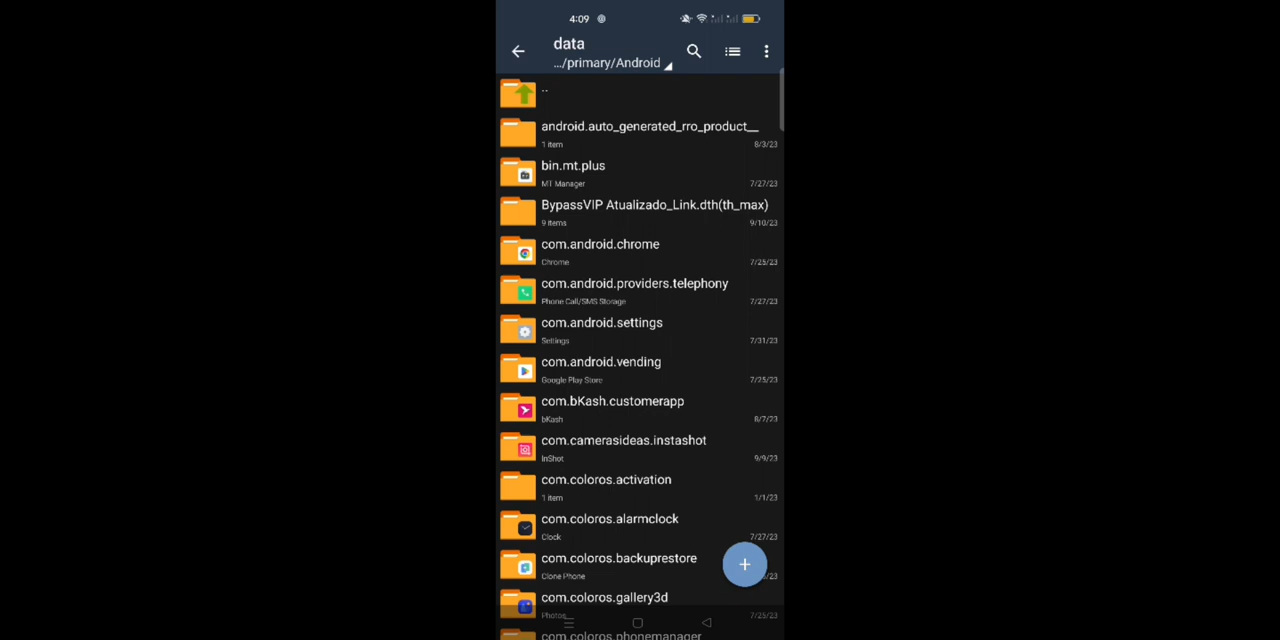 4:09
data
.../primary/Android
..
android.auto_generated_rro_product__
1 item 8/3/23
bin.mt.plus
MT Manager 7/27/23
BypassVIP Atualizado_Link.dth(th_max)
9 items 9/10/23
com.android.chrome
Chrome 7/25/23
com.android.providers.telephony
Phone Call/SMS Storage 7/27/23
com.android.settings
Settings 7/31/23
com.android.vending
Google Play Store 7/25/23
com.bKash.customerapp
bKash 8/7/23
com.camerasideas.instashot
InShot 9/9/23
com.coloros.activation
1 item 1/1/23
com.coloros.alarmclock
Clock 7/27/23
com.coloros.backuprestore
Clone Phone /23
com.coloros.gallery3d
Photos 7/25/23
com.coloros.phonemanager